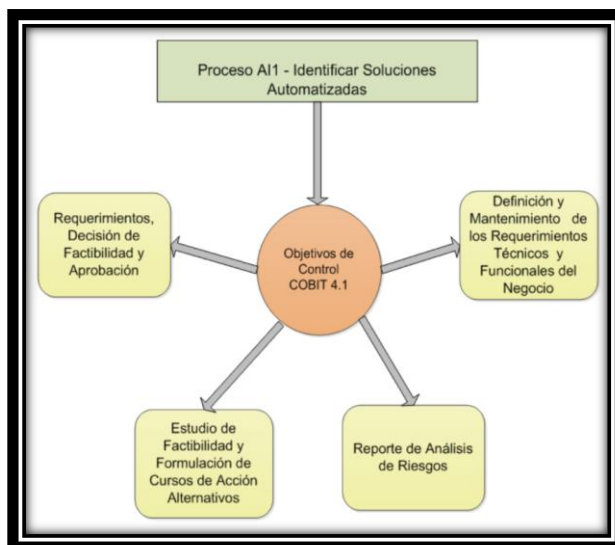 Proceso AI1 - Identificar Soluciones
Automatizadas
Requerimientos,
Decisión de
Factibilidad y
Aprobación
Objetivos de
Control
COBIT 4.1
Definición y
Mantenimiento de
los Requerimientos
Técnicos y
Funcionales del
Negocio
Estudio de
Factibilidad y
Formulación de
Cursos de Acción
Alternativos
Reporte de Análisis
de Riesgos